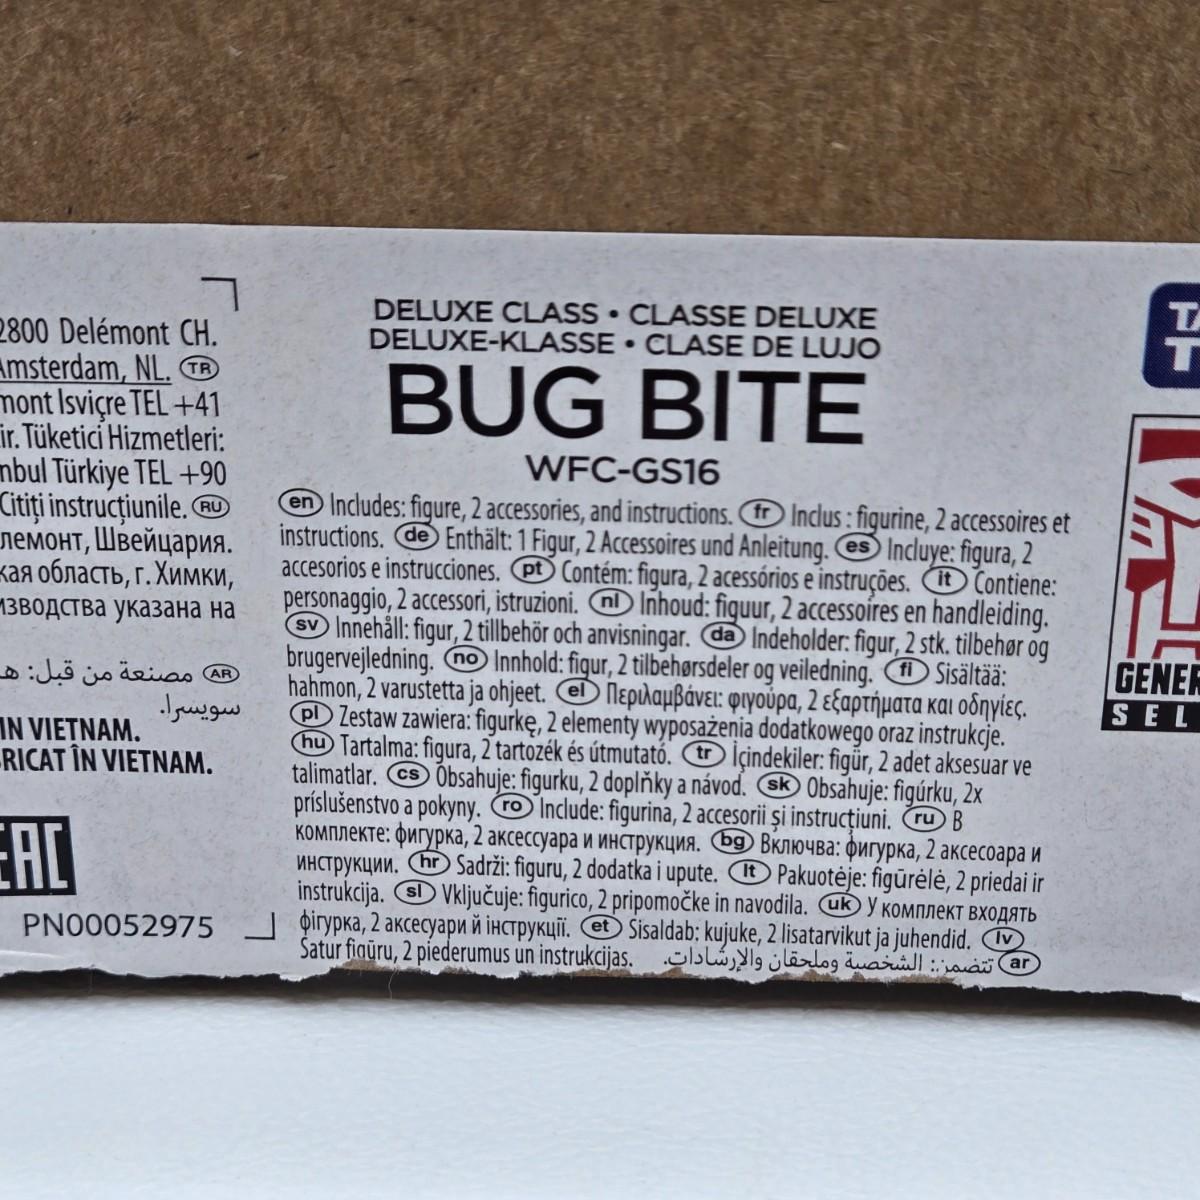 2800 Delémont CH.
Amsterdam, NL. TR
mont Isviçre TEL +41
ir. Tüketici Hizmetleri:
nbul Türkiye TEL +90
Citiți instrucțiunile. RU
лемонт, Швейцария.
кая область, г. Химки,
изводства указана на
AR مصنعة من قبل: هـ
سويسرا.
IN VIETNAM.
RICAT ÎN VIETNAM.
EAC
PN00052975
DELUXE CLASS • CLASSE DELUXE
DELUXE-KLASSE • CLASE DE LUJO
BUG BITE
WFC-GS16
en Includes: figure, 2 accessories, and instructions. fr Inclus : figurine, 2 accessoires et
instructions. de Enthält: 1 Figur, 2 Accessoires und Anleitung. es Incluye: figura, 2
accesorios e instrucciones. pt Contém: figura, 2 acessórios e instruções. it Contiene:
personaggio, 2 accessori, istruzioni. nl Inhoud: figuur, 2 accessoires en handleiding.
sv Innehåll: figur, 2 tillbehör och anvisningar. da Indeholder: figur, 2 stk. tilbehør og
brugervejledning. no Innhold: figur, 2 tilbehørsdeler og veiledning. fi Sisältää:
hahmon, 2 varustetta ja ohjeet. el Περιλαμβάνει: φιγούρα, 2 εξαρτήματα και οδηγίες.
pl Zestaw zawiera: figurkę, 2 elementy wyposażenia dodatkowego oraz instrukcje.
hu Tartalma: figura, 2 tartozék és útmutató. tr İçindekiler: figür, 2 adet aksesuar ve
talimatlar. cs Obsahuje: figurku, 2 doplňky a návod. sk Obsahuje: figúrku, 2x
príslušenstvo a pokyny. ro Include: figurina, 2 accesorii și instrucțiuni. ru В
комплекте: фигурка, 2 аксессуара и инструкция. bg Включва: фигурка, 2 аксесоара и
инструкции. hr Sadrži: figuru, 2 dodatka i upute. lt Pakuotėje: figūrėlė, 2 priedai ir
instrukcija. sl Vključuje: figurico, 2 pripomočke in navodila. uk У комплект входять
фігурка, 2 аксесуари й інструкції. et Sisaldab: kujuke, 2 lisatarvikut ja juhendid. lv
Satur figūru, 2 piederumus un instrukcijas. ar تتضمن: الشخصية وملحقان والإرشادات.
TA
T
GENER
SEL